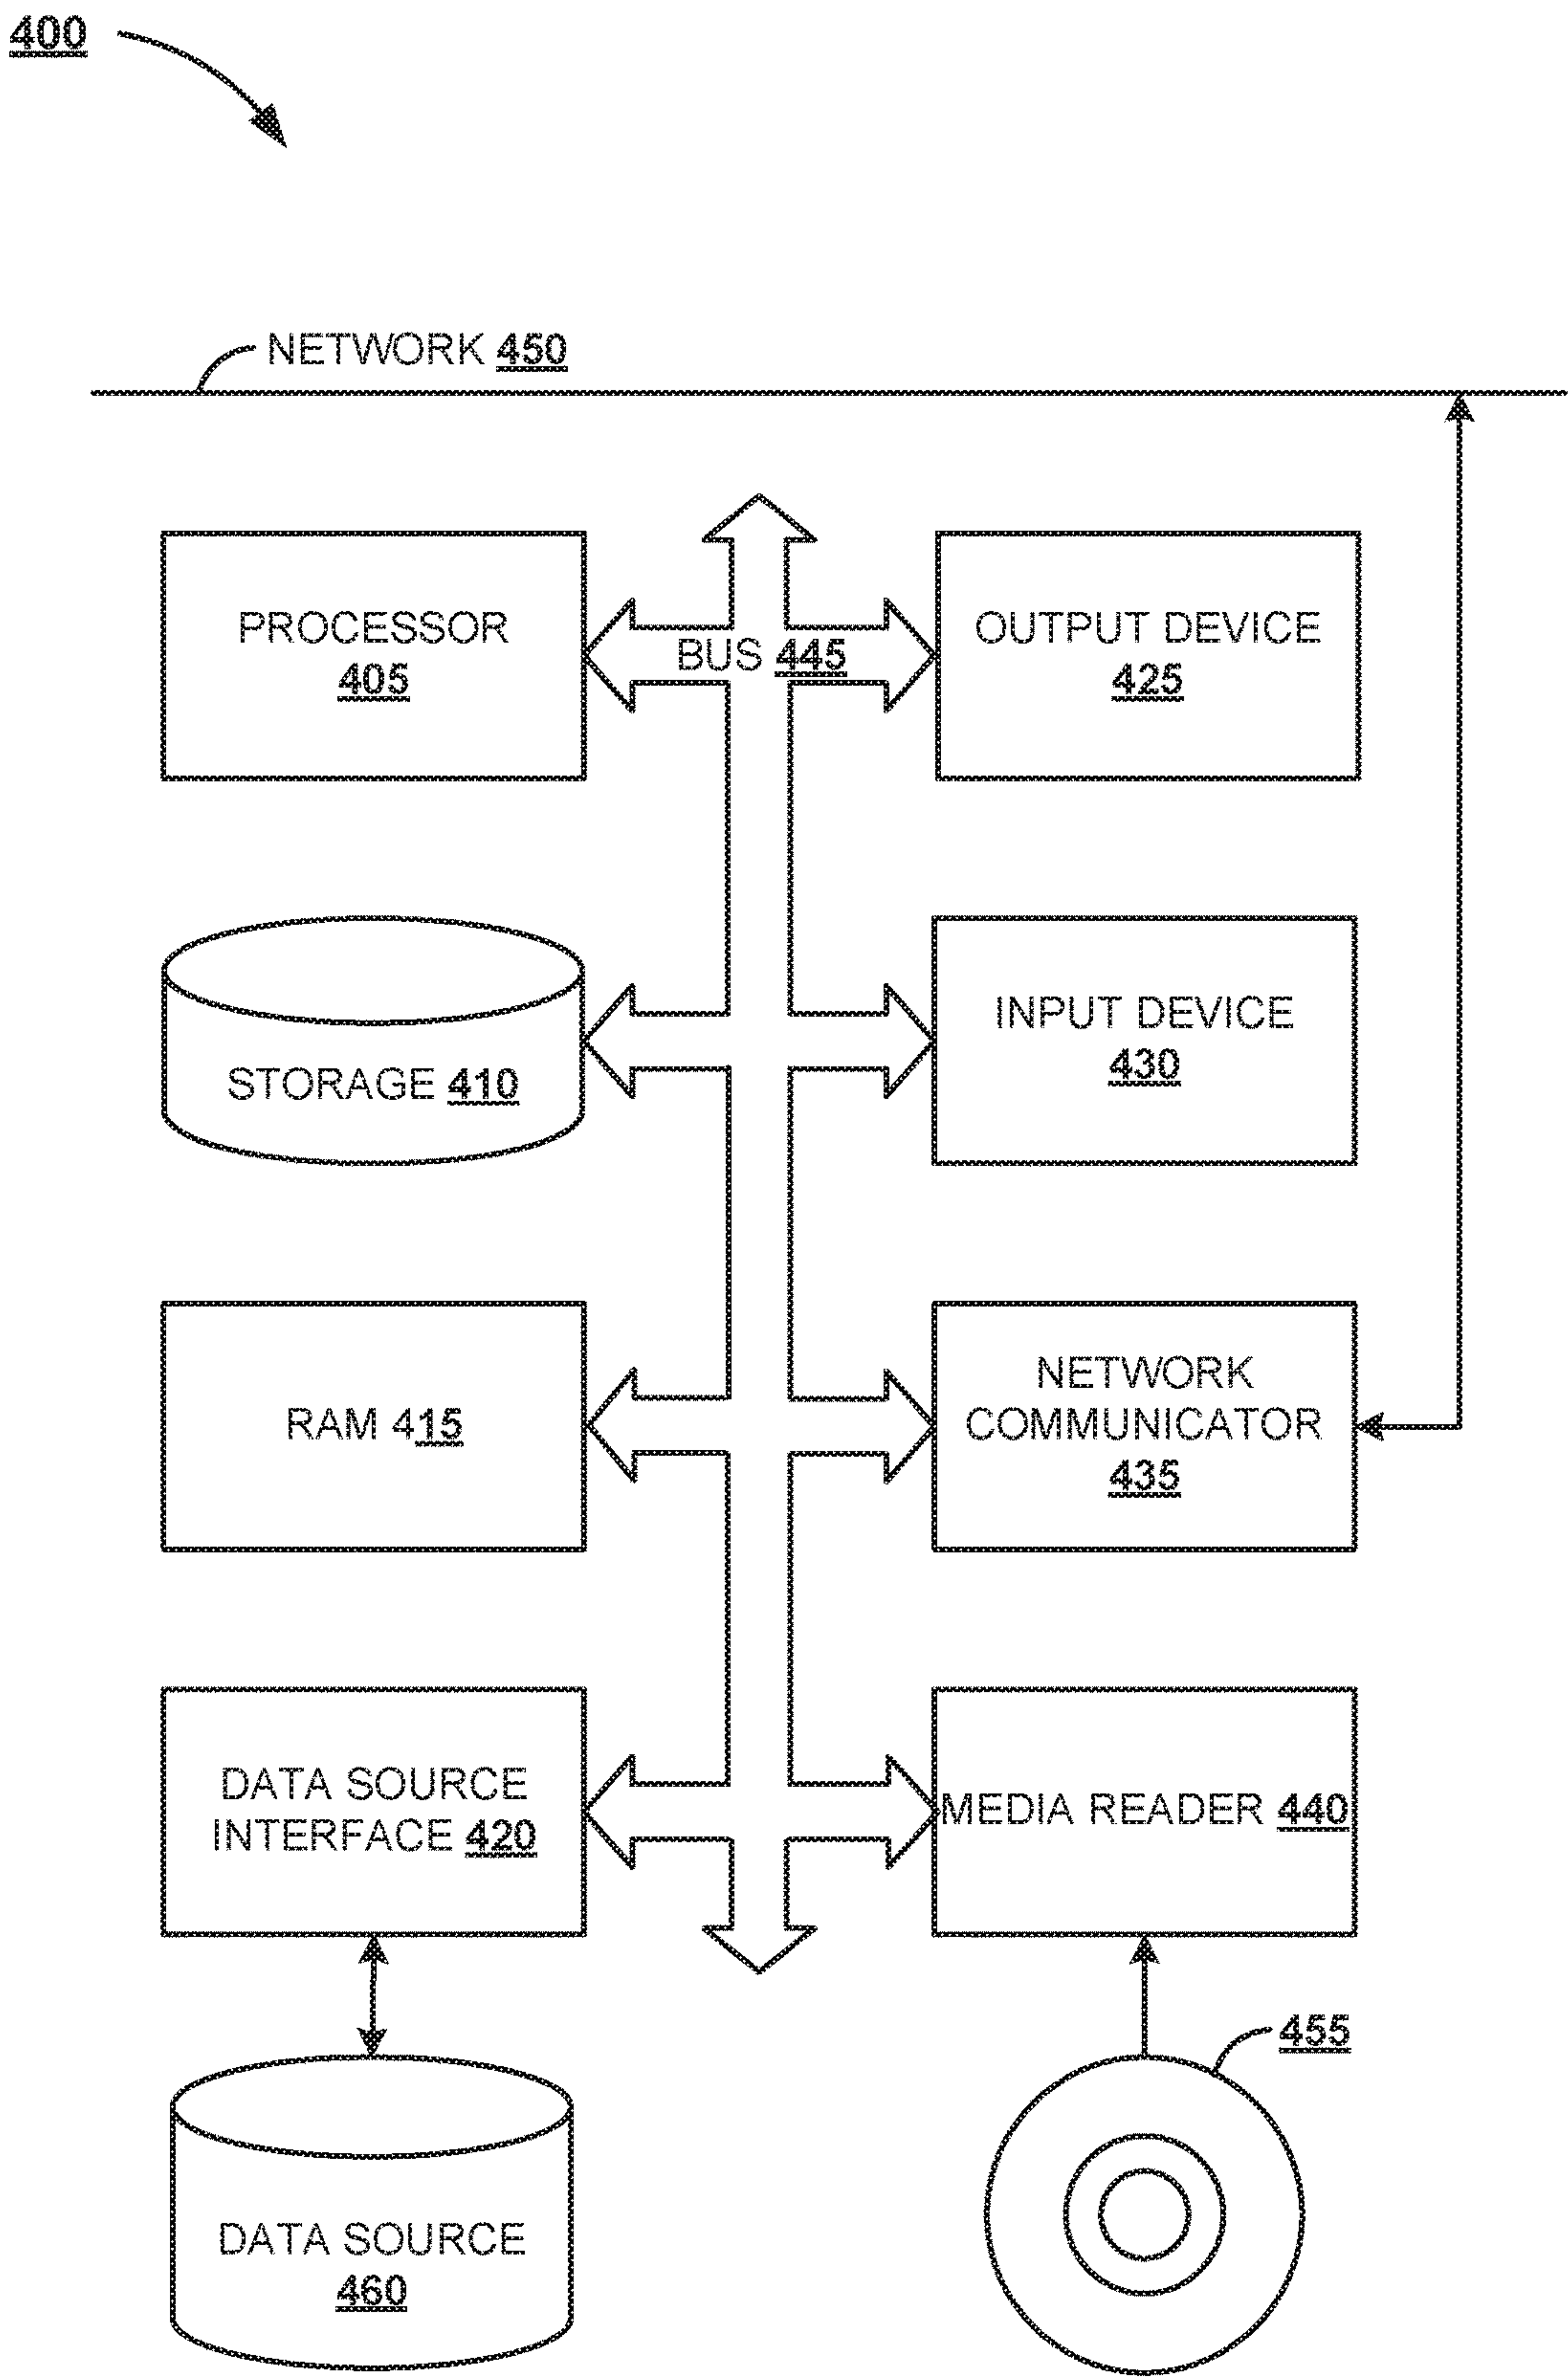 400
NETWORK 450
PROCESSOR
405
BUS 445
OUTPUT DEVICE
425
STORAGE 410
INPUT DEVICE
430
RAM 415
NETWORK
COMMUNICATOR
435
DATA SOURCE
INTERFACE 420
MEDIA READER 440
455
DATA SOURCE
460